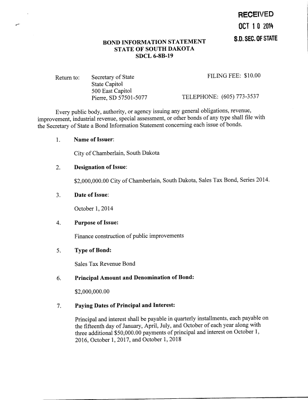 RECEIVED
OCT 10 2014
S.D. SEC. OF STATE
BOND INFORMATION STATEMENT
STATE OF SOUTH DAKOTA
SDCL 6-8B-19
Return to: Secretary of State FILING FEE: $10.00
State Capitol
500 East Capitol
Pierre, SD 57501-5077 TELEPHONE: (605) 773-3537
Every public body, authority, or agency issuing any general obligations, revenue,
improvement, industrial revenue, special assessment, or other bonds of any type shall file with
the Secretary of State a Bond Information Statement concerning each issue of bonds.
1. Name of Issuer:
City of Chamberlain, South Dakota
2. Designation of Issue:
$2,000,000.00 City of Chamberlain, South Dakota, Sales Tax Bond, Series 2014.
3. Date of Issue:
October 1, 2014
4. Purpose of Issue:
Finance construction of public improvements
5. Type of Bond:
Sales Tax Revenue Bond
6. Principal Amount and Denomination of Bond:
$2,000,000.00
7. Paying Dates of Principal and Interest:
Principal and interest shall be payable in quarterly installments, each payable on
the fifteenth day of January, April, July, and October of each year along with
three additional $50,000.00 payments of principal and interest on October 1,
2016, October 1, 2017, and October 1, 2018